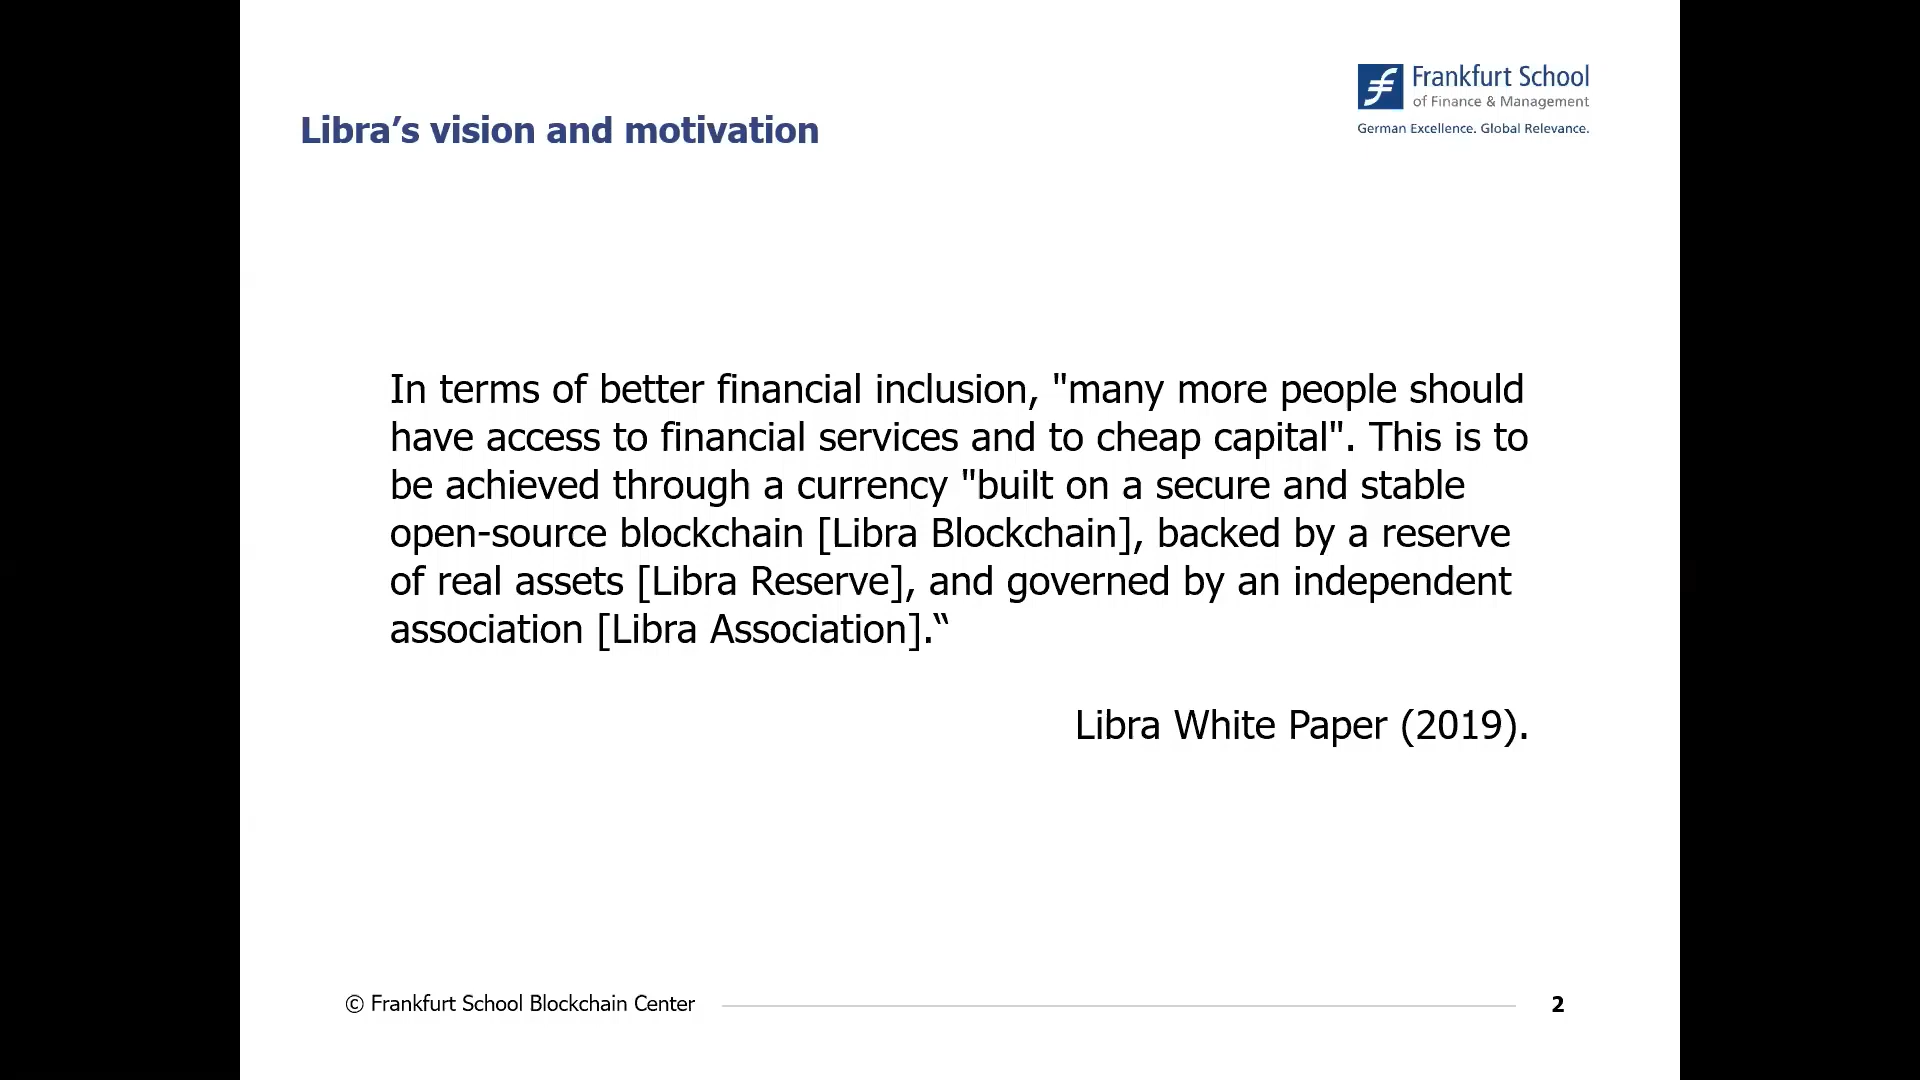 Frankfurt School
of Finance & Management
German Excellence. Global Relevance.
Libra’s vision and motivation
In terms of better financial inclusion, "many more people should
have access to financial services and to cheap capital". This is to
be achieved through a currency "built on a secure and stable
open-source blockchain [Libra Blockchain], backed by a reserve
of real assets [Libra Reserve], and governed by an independent
association [Libra Association].“
Libra White Paper (2019).
© Frankfurt School Blockchain Center
2